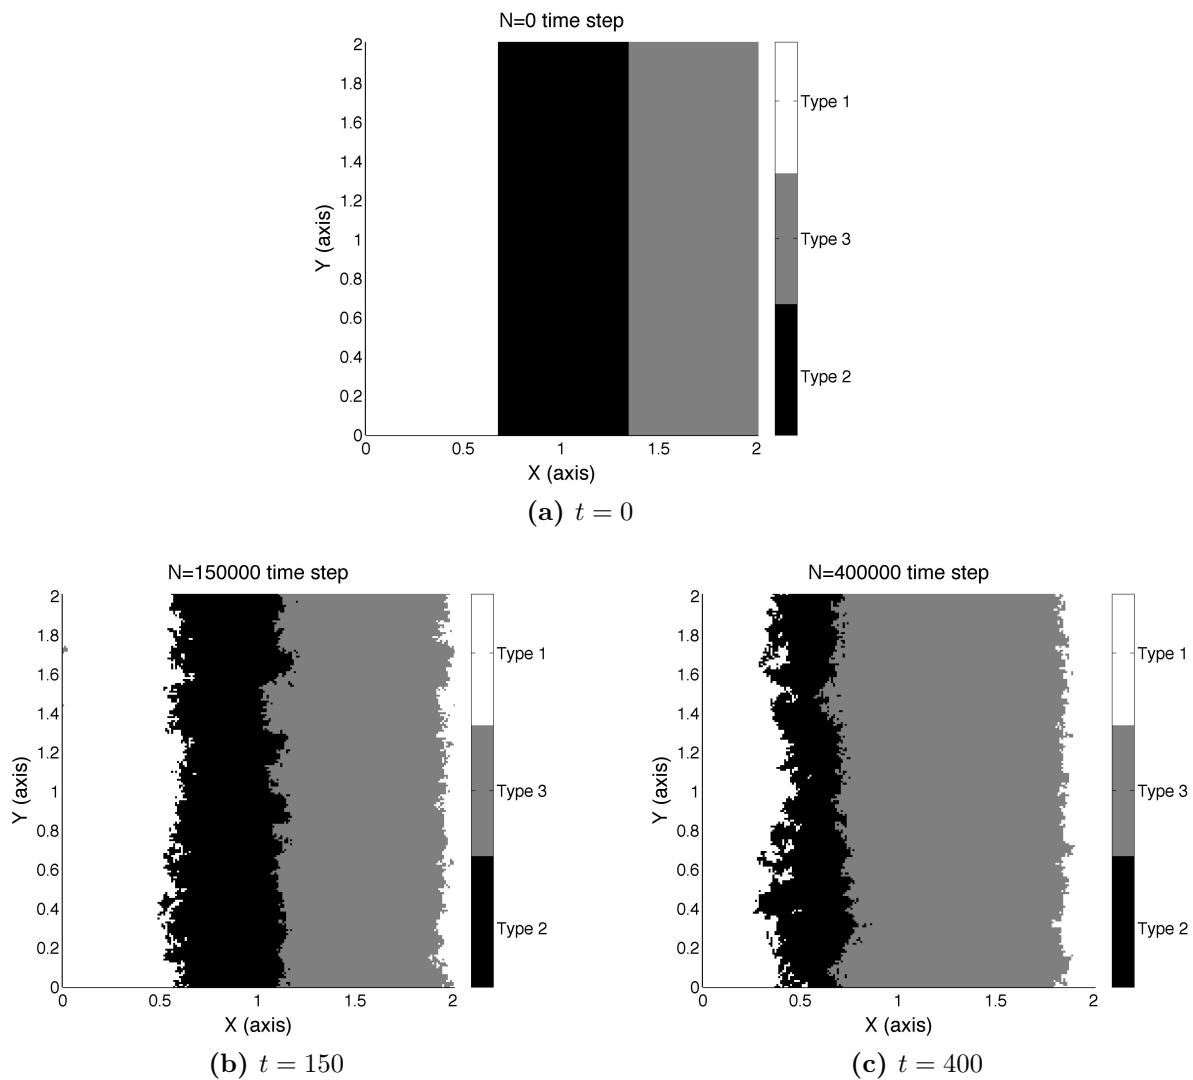 N=0 time step
2
1.8
1.6
1.4
1.2
1
0.8
0.6
0.4
0.2
0
Y (axis)
0 0.5 1 1.5 2
X (axis)
Type 1
Type 3
Type 2
(a) t = 0
N=150000 time step
2
1.8
1.6
1.4
1.2
1
0.8
0.6
0.4
0.2
0
Y (axis)
0 0.5 1 1.5 2
X (axis)
Type 1
Type 3
Type 2
(b) t = 150
N=400000 time step
2
1.8
1.6
1.4
1.2
1
0.8
0.6
0.4
0.2
0
Y (axis)
0 0.5 1 1.5 2
X (axis)
Type 1
Type 3
Type 2
(c) t = 400